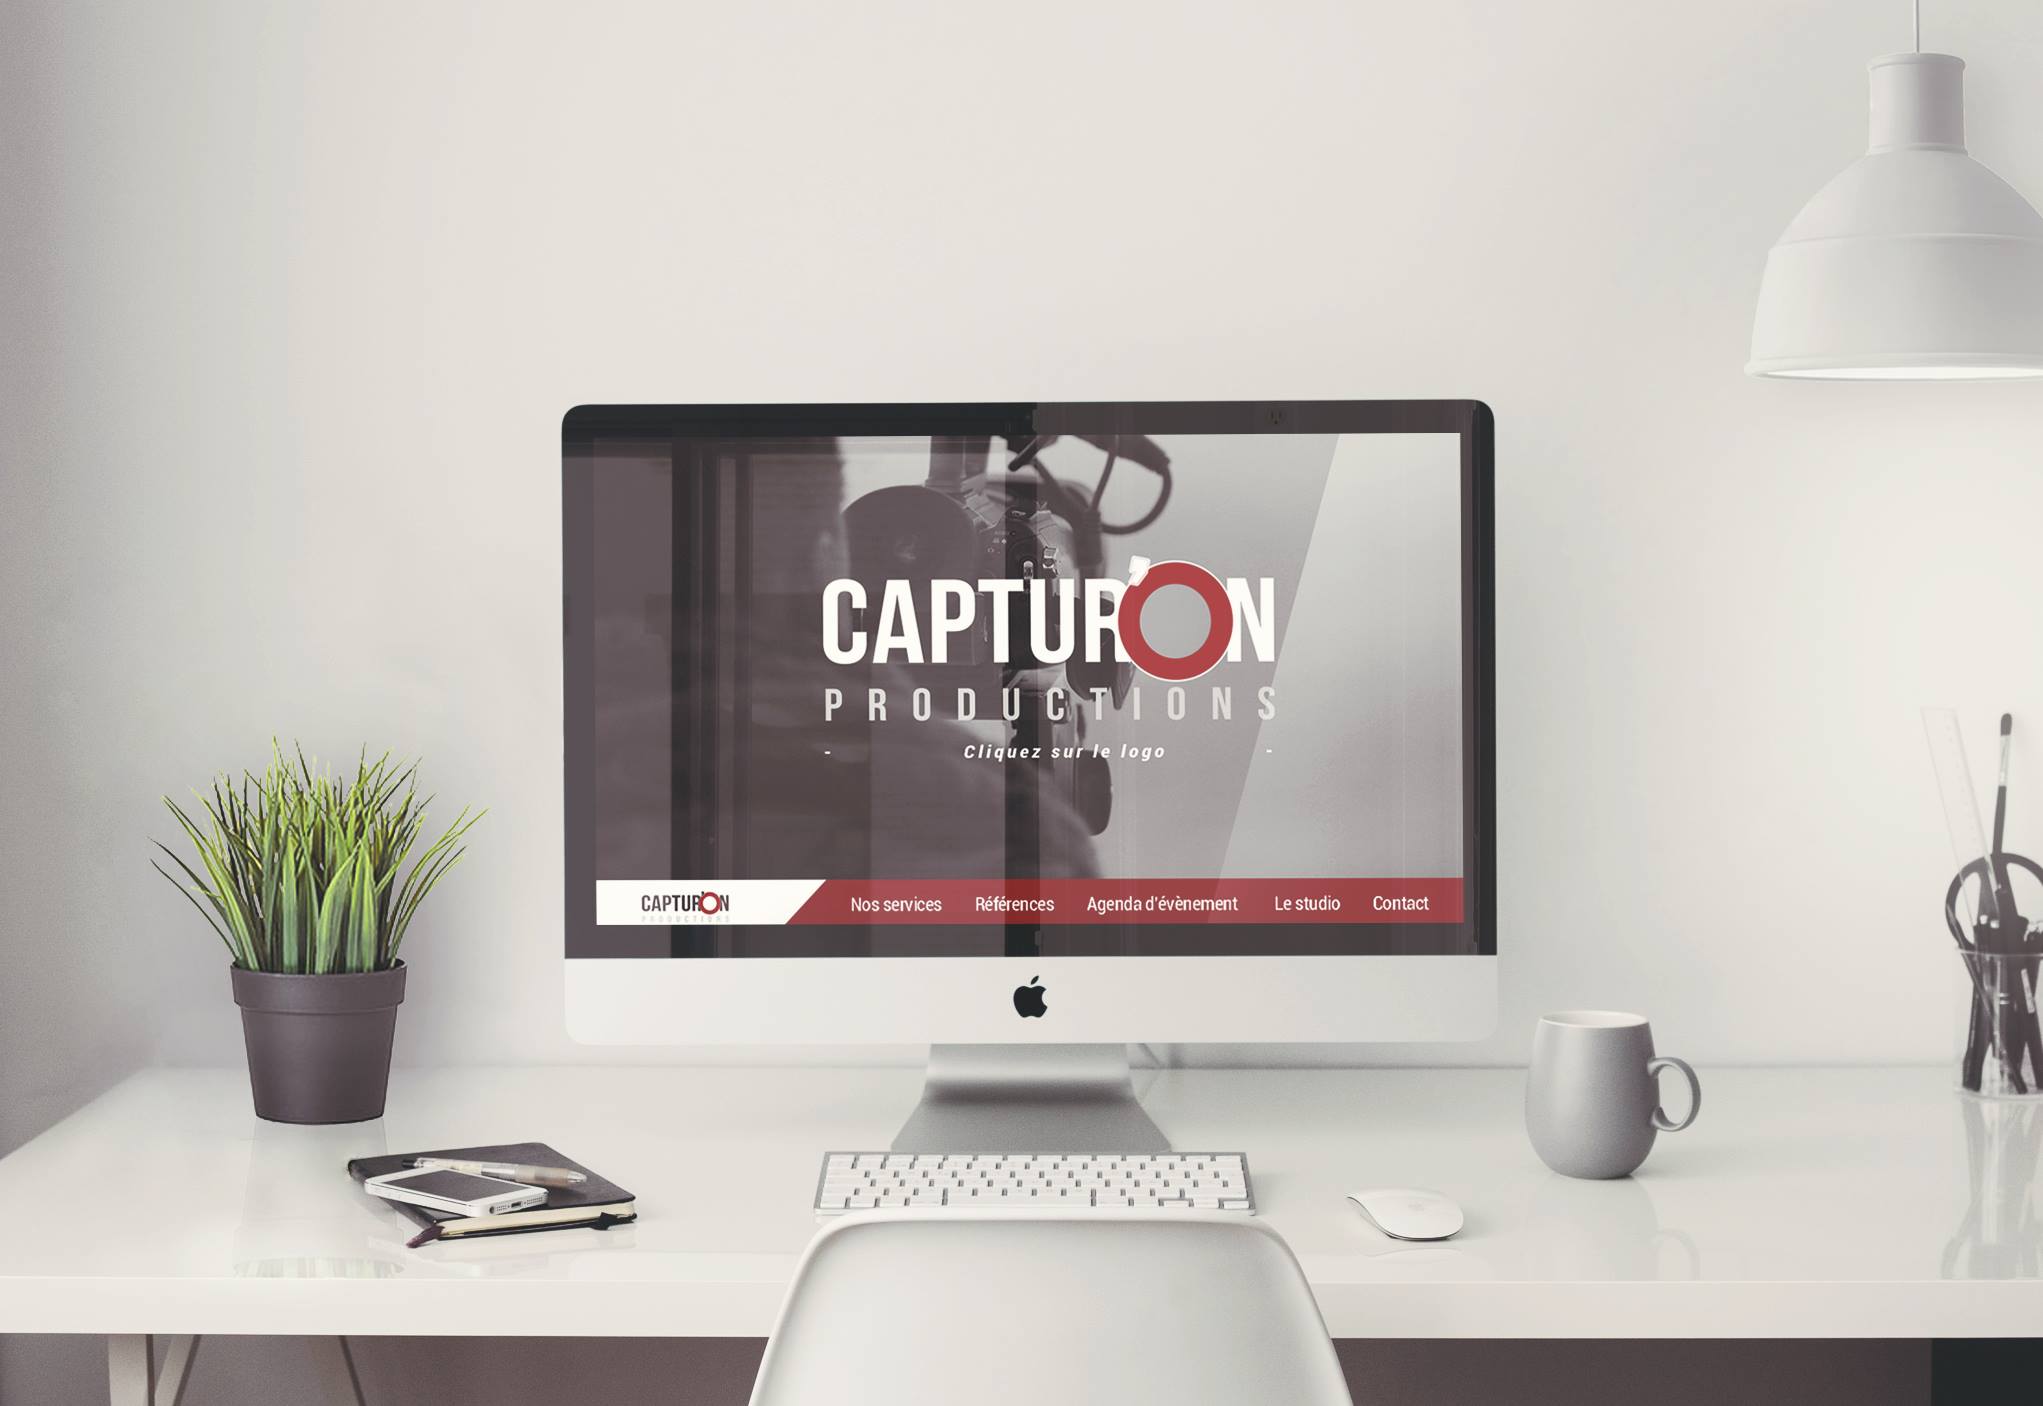 CAPTUR'ON
PRODUCTIONS
- Cliquez sur le logo -
CAPTUR'ON
PRODUCTIONS
Nos services Références Agenda d'évènement Le studio Contact